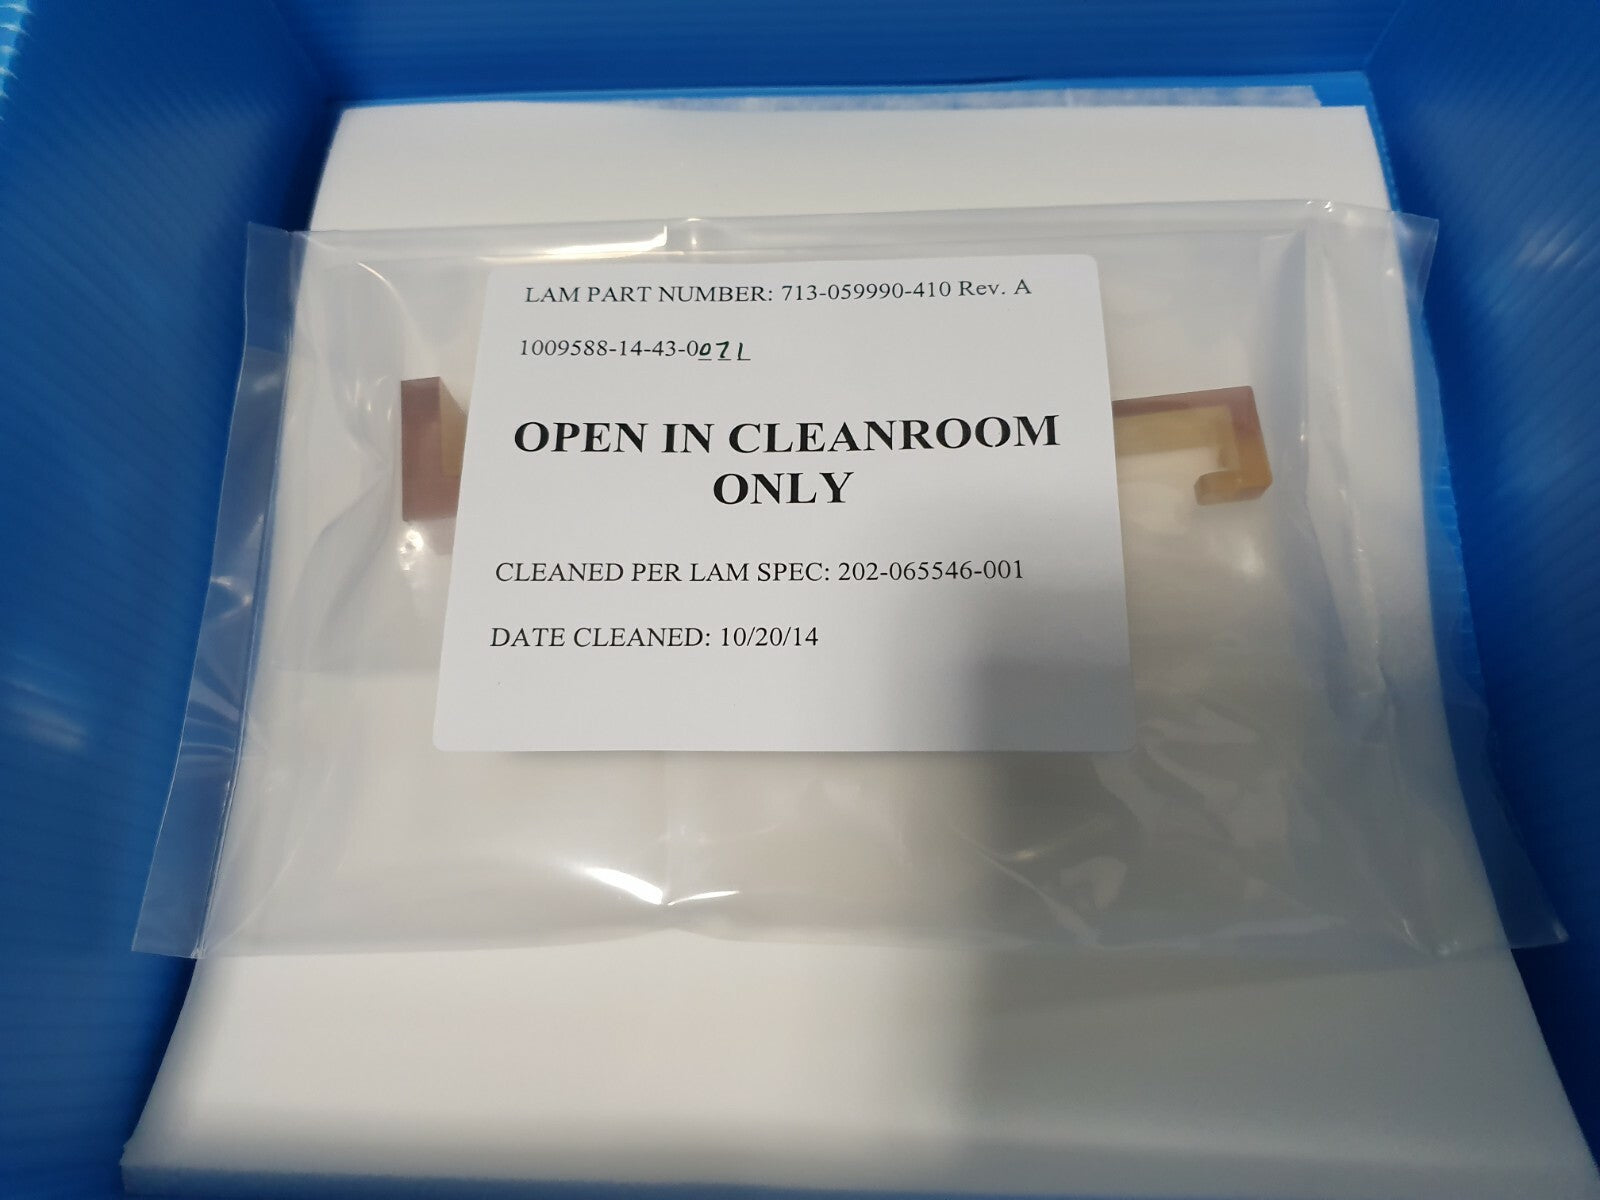 LAM PART NUMBER: 713-059990-410 Rev. A
1009588-14-43-0071
OPEN IN CLEANROOM
ONLY
CLEANED PER LAM SPEC: 202-065546-001
DATE CLEANED: 10/20/14